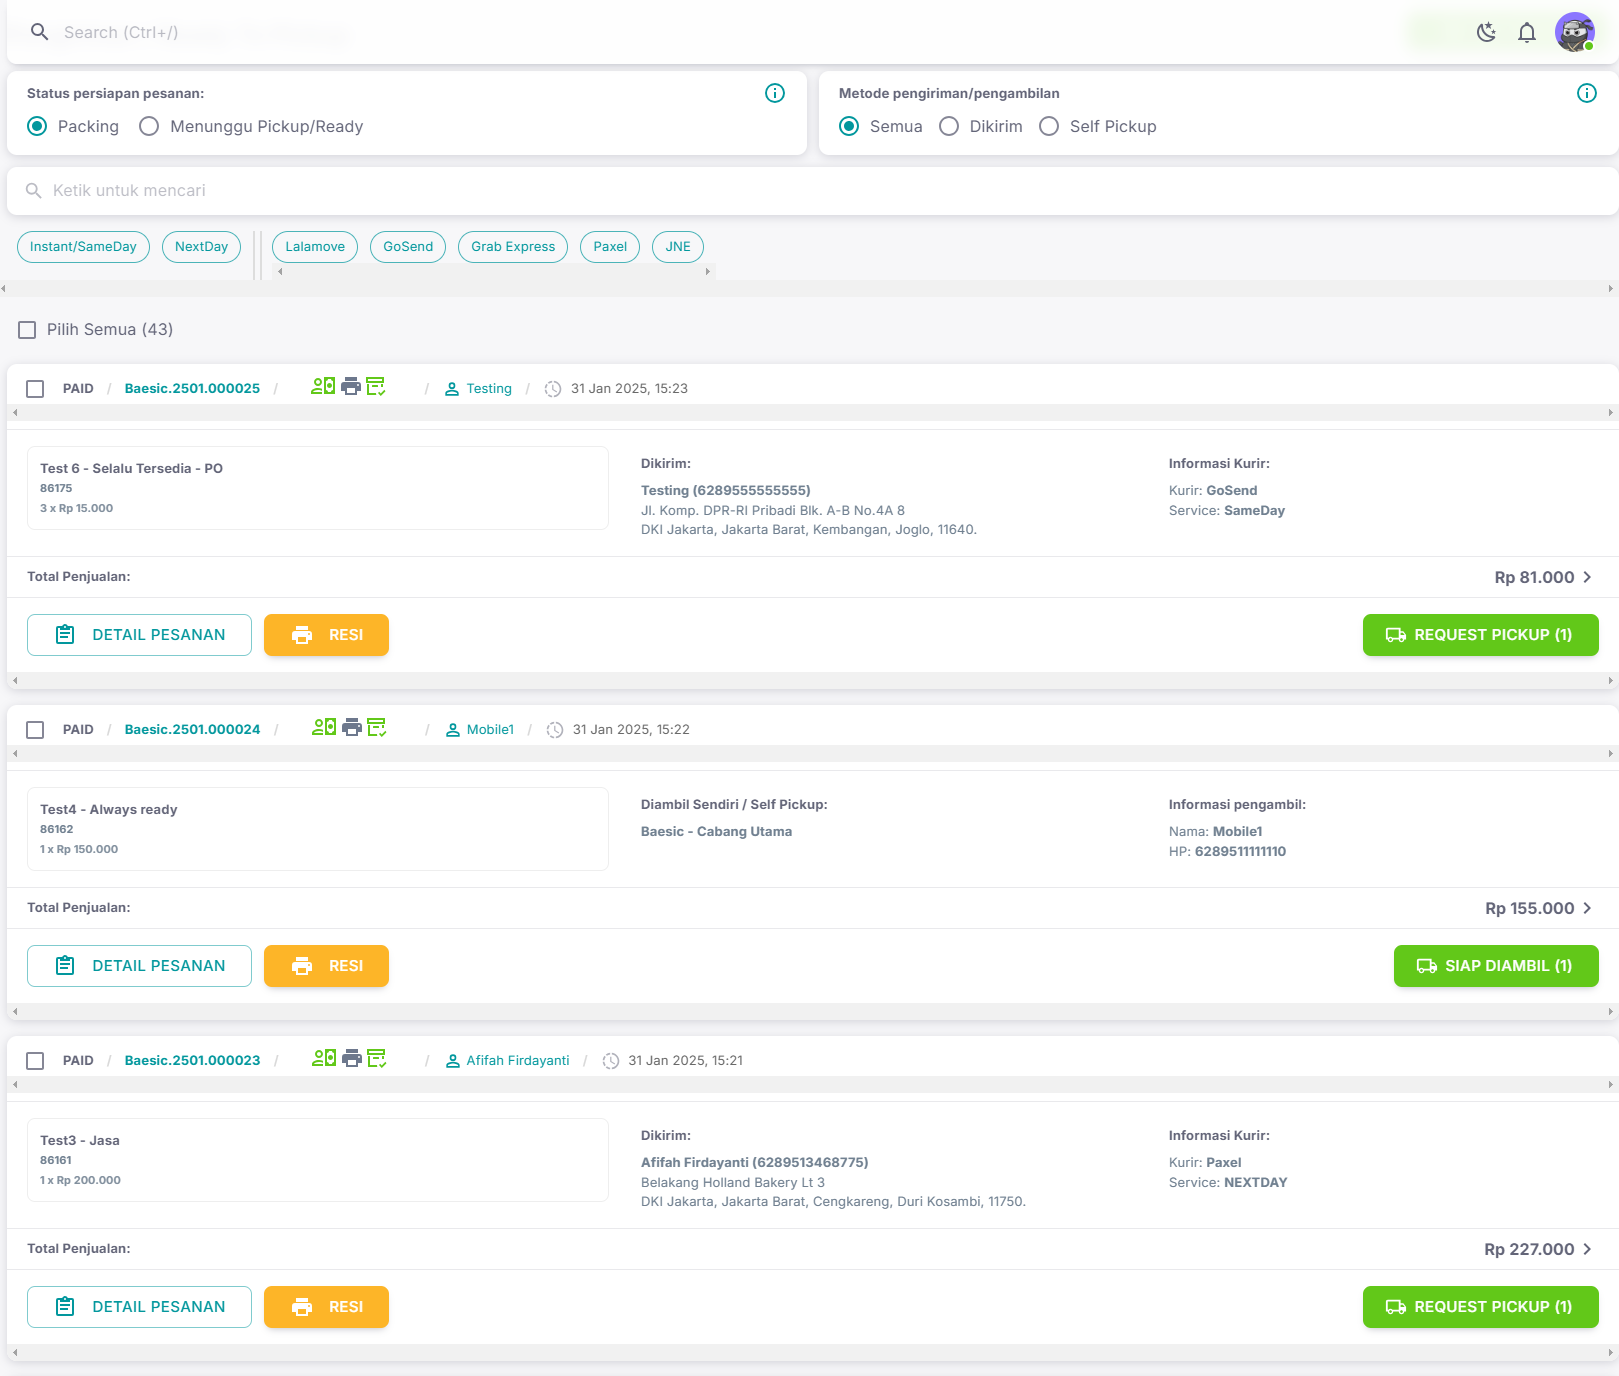 Search (Ctrl+/)
Status persiapan pesanan:
Packing
Menunggu Pickup/Ready
Metode pengiriman/pengambilan
Semua
Dikirim
Self Pickup
Ketik untuk mencari
Instant/SameDay
NextDay
Lalamove
GoSend
Grab Express
Paxel
JNE
Pilih Semua (43)
PAID / Baesic.2501.000025 / / Testing / 31 Jan 2025, 15:23
Test 6 - Selalu Tersedia - PO
86175
3 x Rp 15.000
Dikirim:
Testing (6289555555555)
Jl. Komp. DPR-RI Pribadi Blk. A-B No.4A 8
DKI Jakarta, Jakarta Barat, Kembangan, Joglo, 11640.
Informasi Kurir:
Kurir: GoSend
Service: SameDay
Total Penjualan:
Rp 81.000
DETAIL PESANAN
RESI
REQUEST PICKUP (1)
PAID / Baesic.2501.000024 / / Mobile1 / 31 Jan 2025, 15:22
Test4 - Always ready
86162
1 x Rp 150.000
Diambil Sendiri / Self Pickup:
Baesic - Cabang Utama
Informasi pengambil:
Nama: Mobile1
HP: 6289511111110
Total Penjualan:
Rp 155.000
DETAIL PESANAN
RESI
SIAP DIAMBIL (1)
PAID / Baesic.2501.000023 / / Afifah Firdayanti / 31 Jan 2025, 15:21
Test3 - Jasa
86161
1 x Rp 200.000
Dikirim:
Afifah Firdayanti (6289513468775)
Belakang Holland Bakery Lt 3
DKI Jakarta, Jakarta Barat, Cengkareng, Duri Kosambi, 11750.
Informasi Kurir:
Kurir: Paxel
Service: NEXTDAY
Total Penjualan:
Rp 227.000
DETAIL PESANAN
RESI
REQUEST PICKUP (1)